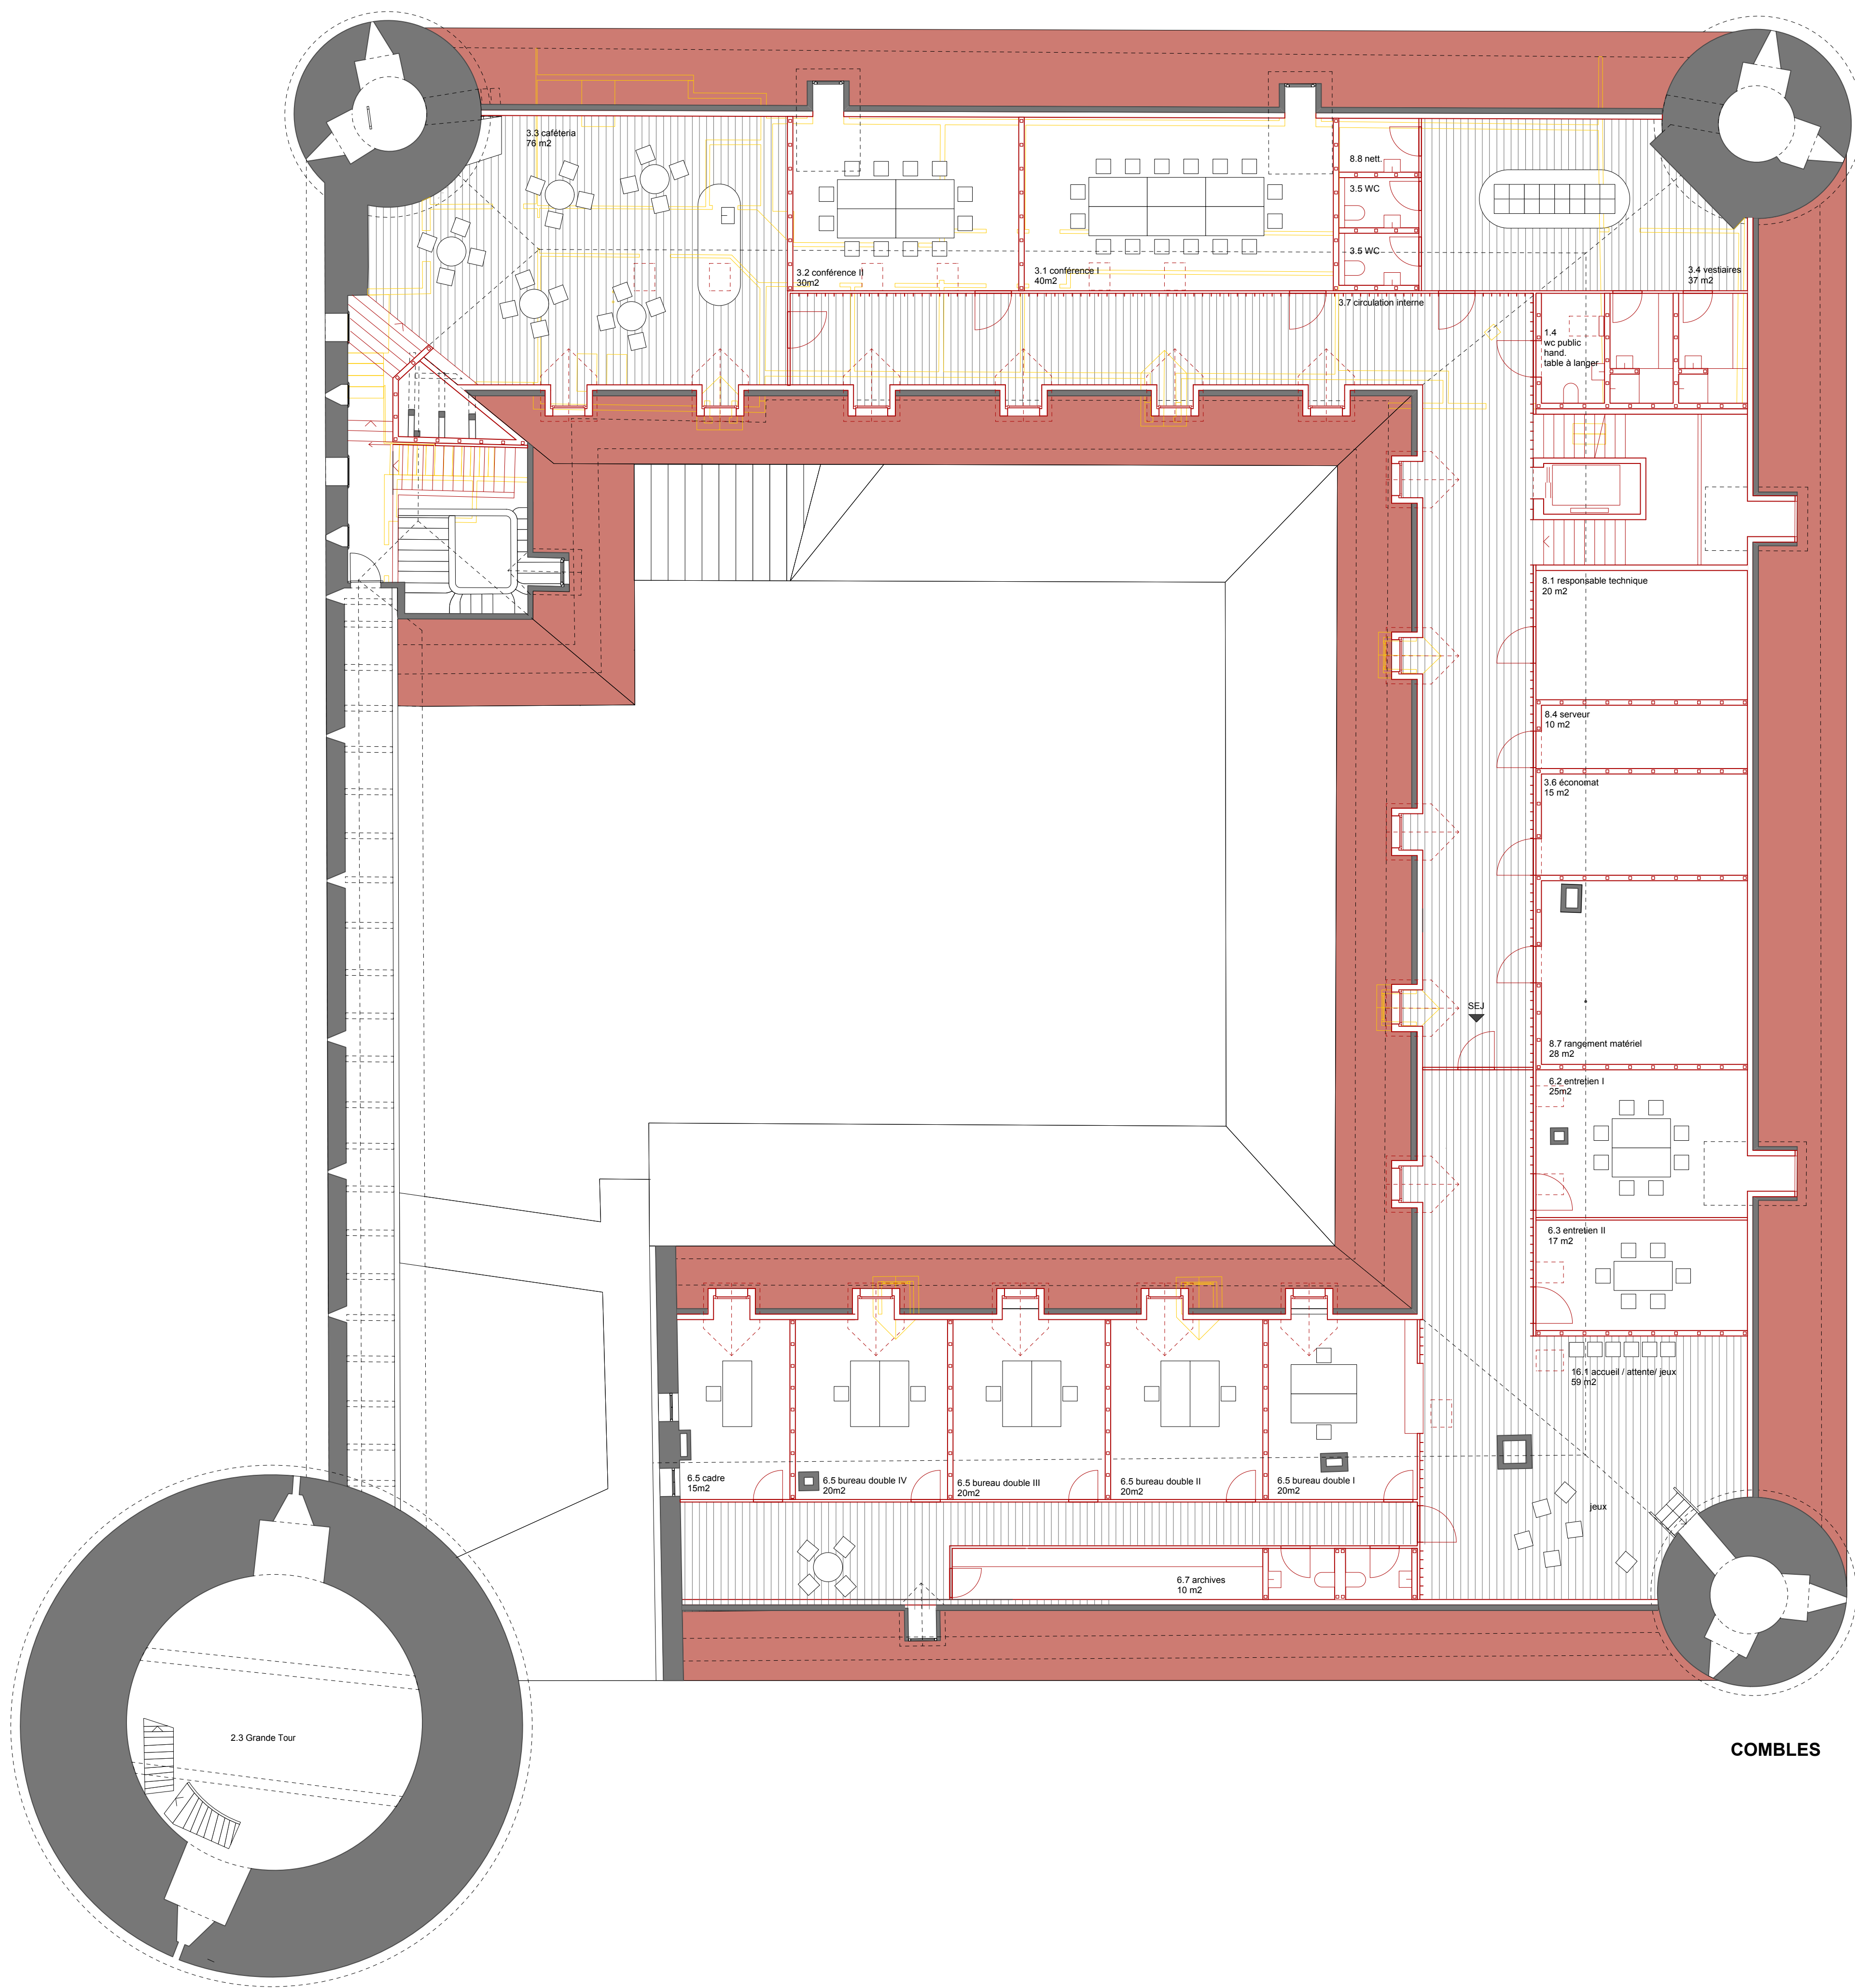 3.3 caféteria
76 m2
8.8 nett.
3.5 WC
3.5 WC
3.2 conférence II
30m2
3.1 conférence I
40m2
3.4 vestiaires
37 m2
3.7 circulation interne
1.4
wc public
hand.
table à langer
8.1 responsable technique
20 m2
8.4 serveur
10 m2
3.6 économat
15 m2
SEJ
8.7 rangement matériel
28 m2
6.2 entretien I
25m2
6.3 entretien II
17 m2
16.1 accueil / attente/ jeux
59 m2
6.5 cadre
15m2
6.5 bureau double IV
20m2
6.5 bureau double III
20m2
6.5 bureau double II
20m2
6.5 bureau double I
20m2
jeux
6.7 archives
10 m2
2.3 Grande Tour
COMBLES